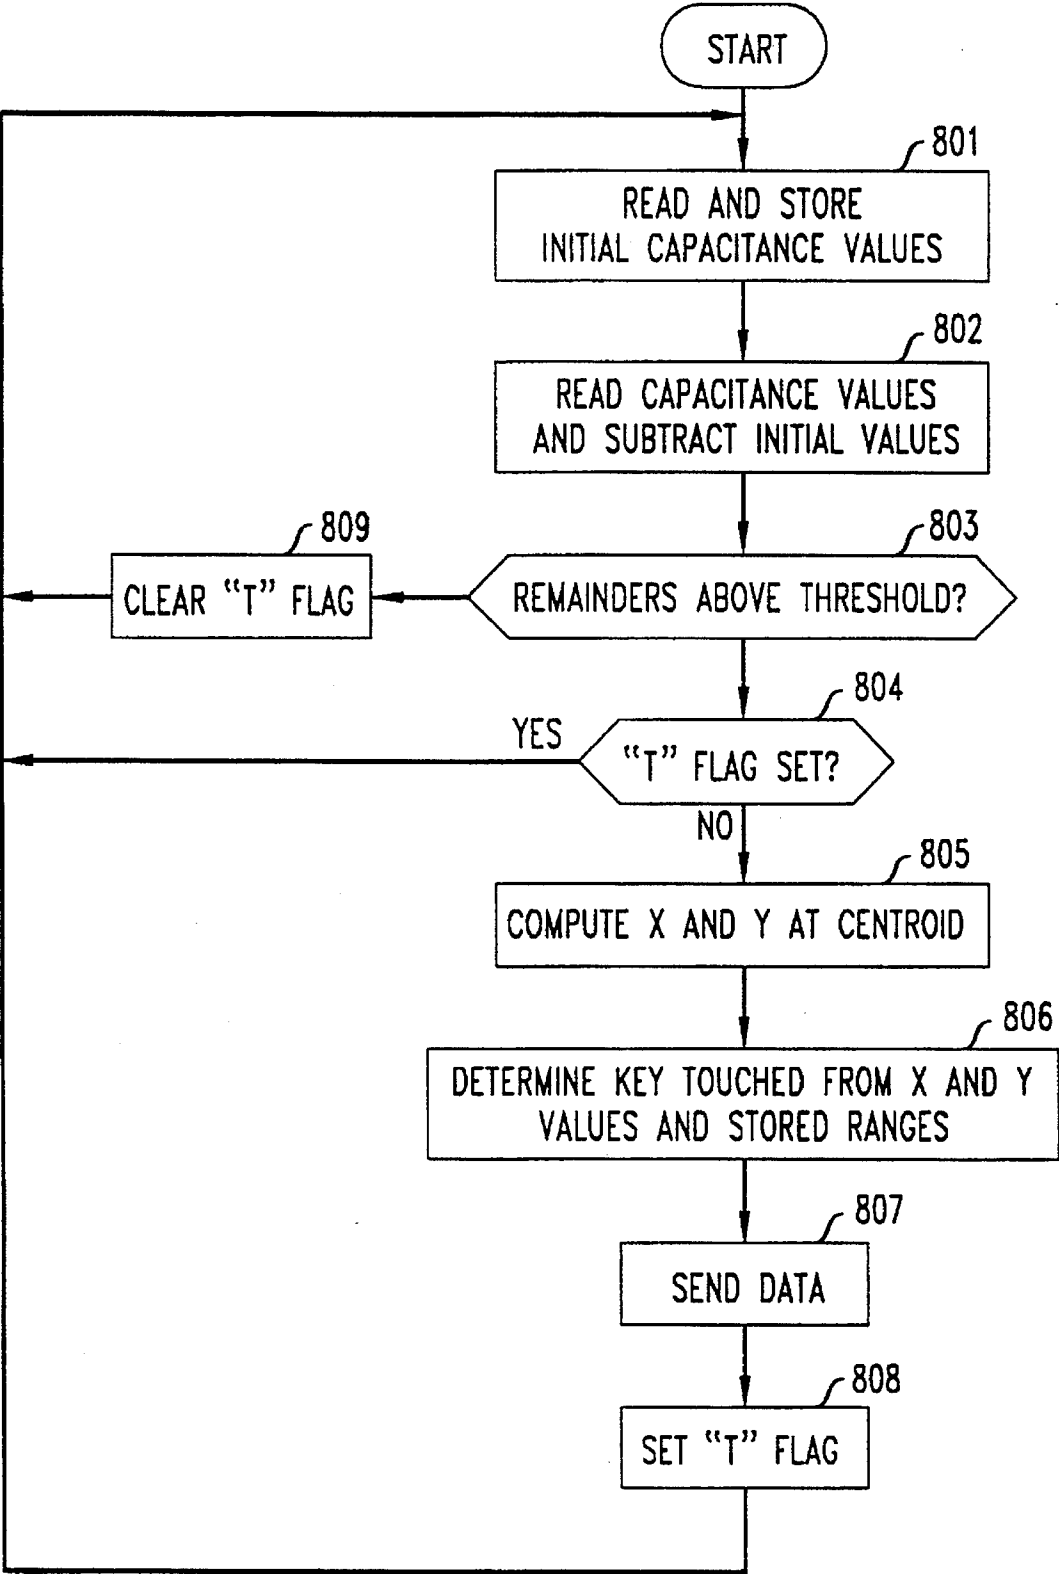 START
801
READ AND STORE
INITIAL CAPACITANCE VALUES
802
READ CAPACITANCE VALUES
AND SUBTRACT INITIAL VALUES
803
REMAINDERS ABOVE THRESHOLD?
809
CLEAR “T” FLAG
804
“T” FLAG SET?
YES
NO
805
COMPUTE X AND Y AT CENTROID
806
DETERMINE KEY TOUCHED FROM X AND Y
VALUES AND STORED RANGES
807
SEND DATA
808
SET “T” FLAG